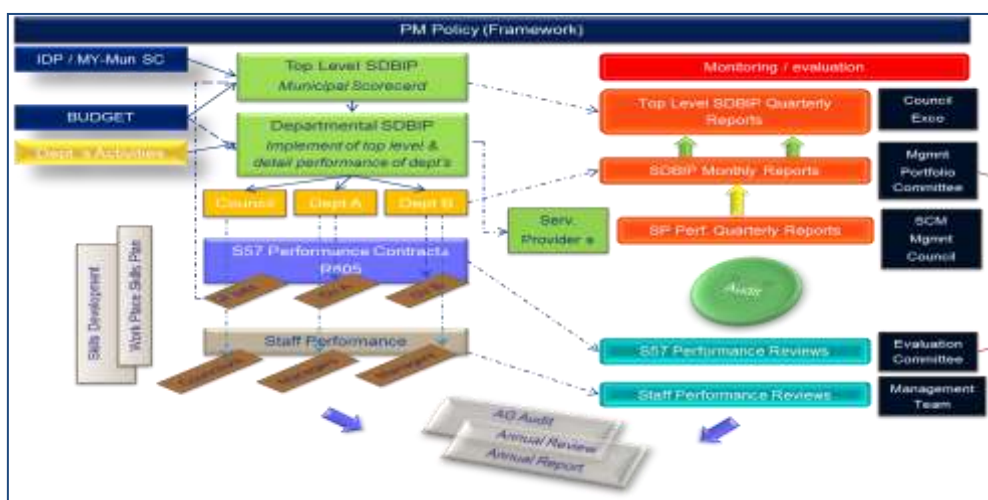 PM Policy (Framework)
IDP / MY-Mun SC
BUDGET
Dept. s Activities
Top Level SDBIP
Municipal Scorecard
Departmental SDBIP
Implement of top level &
detail performance of dept's
Council
Dept A
Dept B
Serv.
Provider s
S57 Performance Contracts
R805
Staff Performance
Skills Development
Work Place Skills Plan
Monitoring / evaluation
Top Level SDBIP Quarterly
Reports
Council
Exco
SDBIP Monthly Reports
Mgmnt
Portfolio
Committee
SP Perf. Quarterly Reports
SCM
Mgmnt
Council
Audit
S57 Performance Reviews
Evaluation
Committee
Staff Performance Reviews
Management
Team
AG Audit
Annual Review
Annual Report